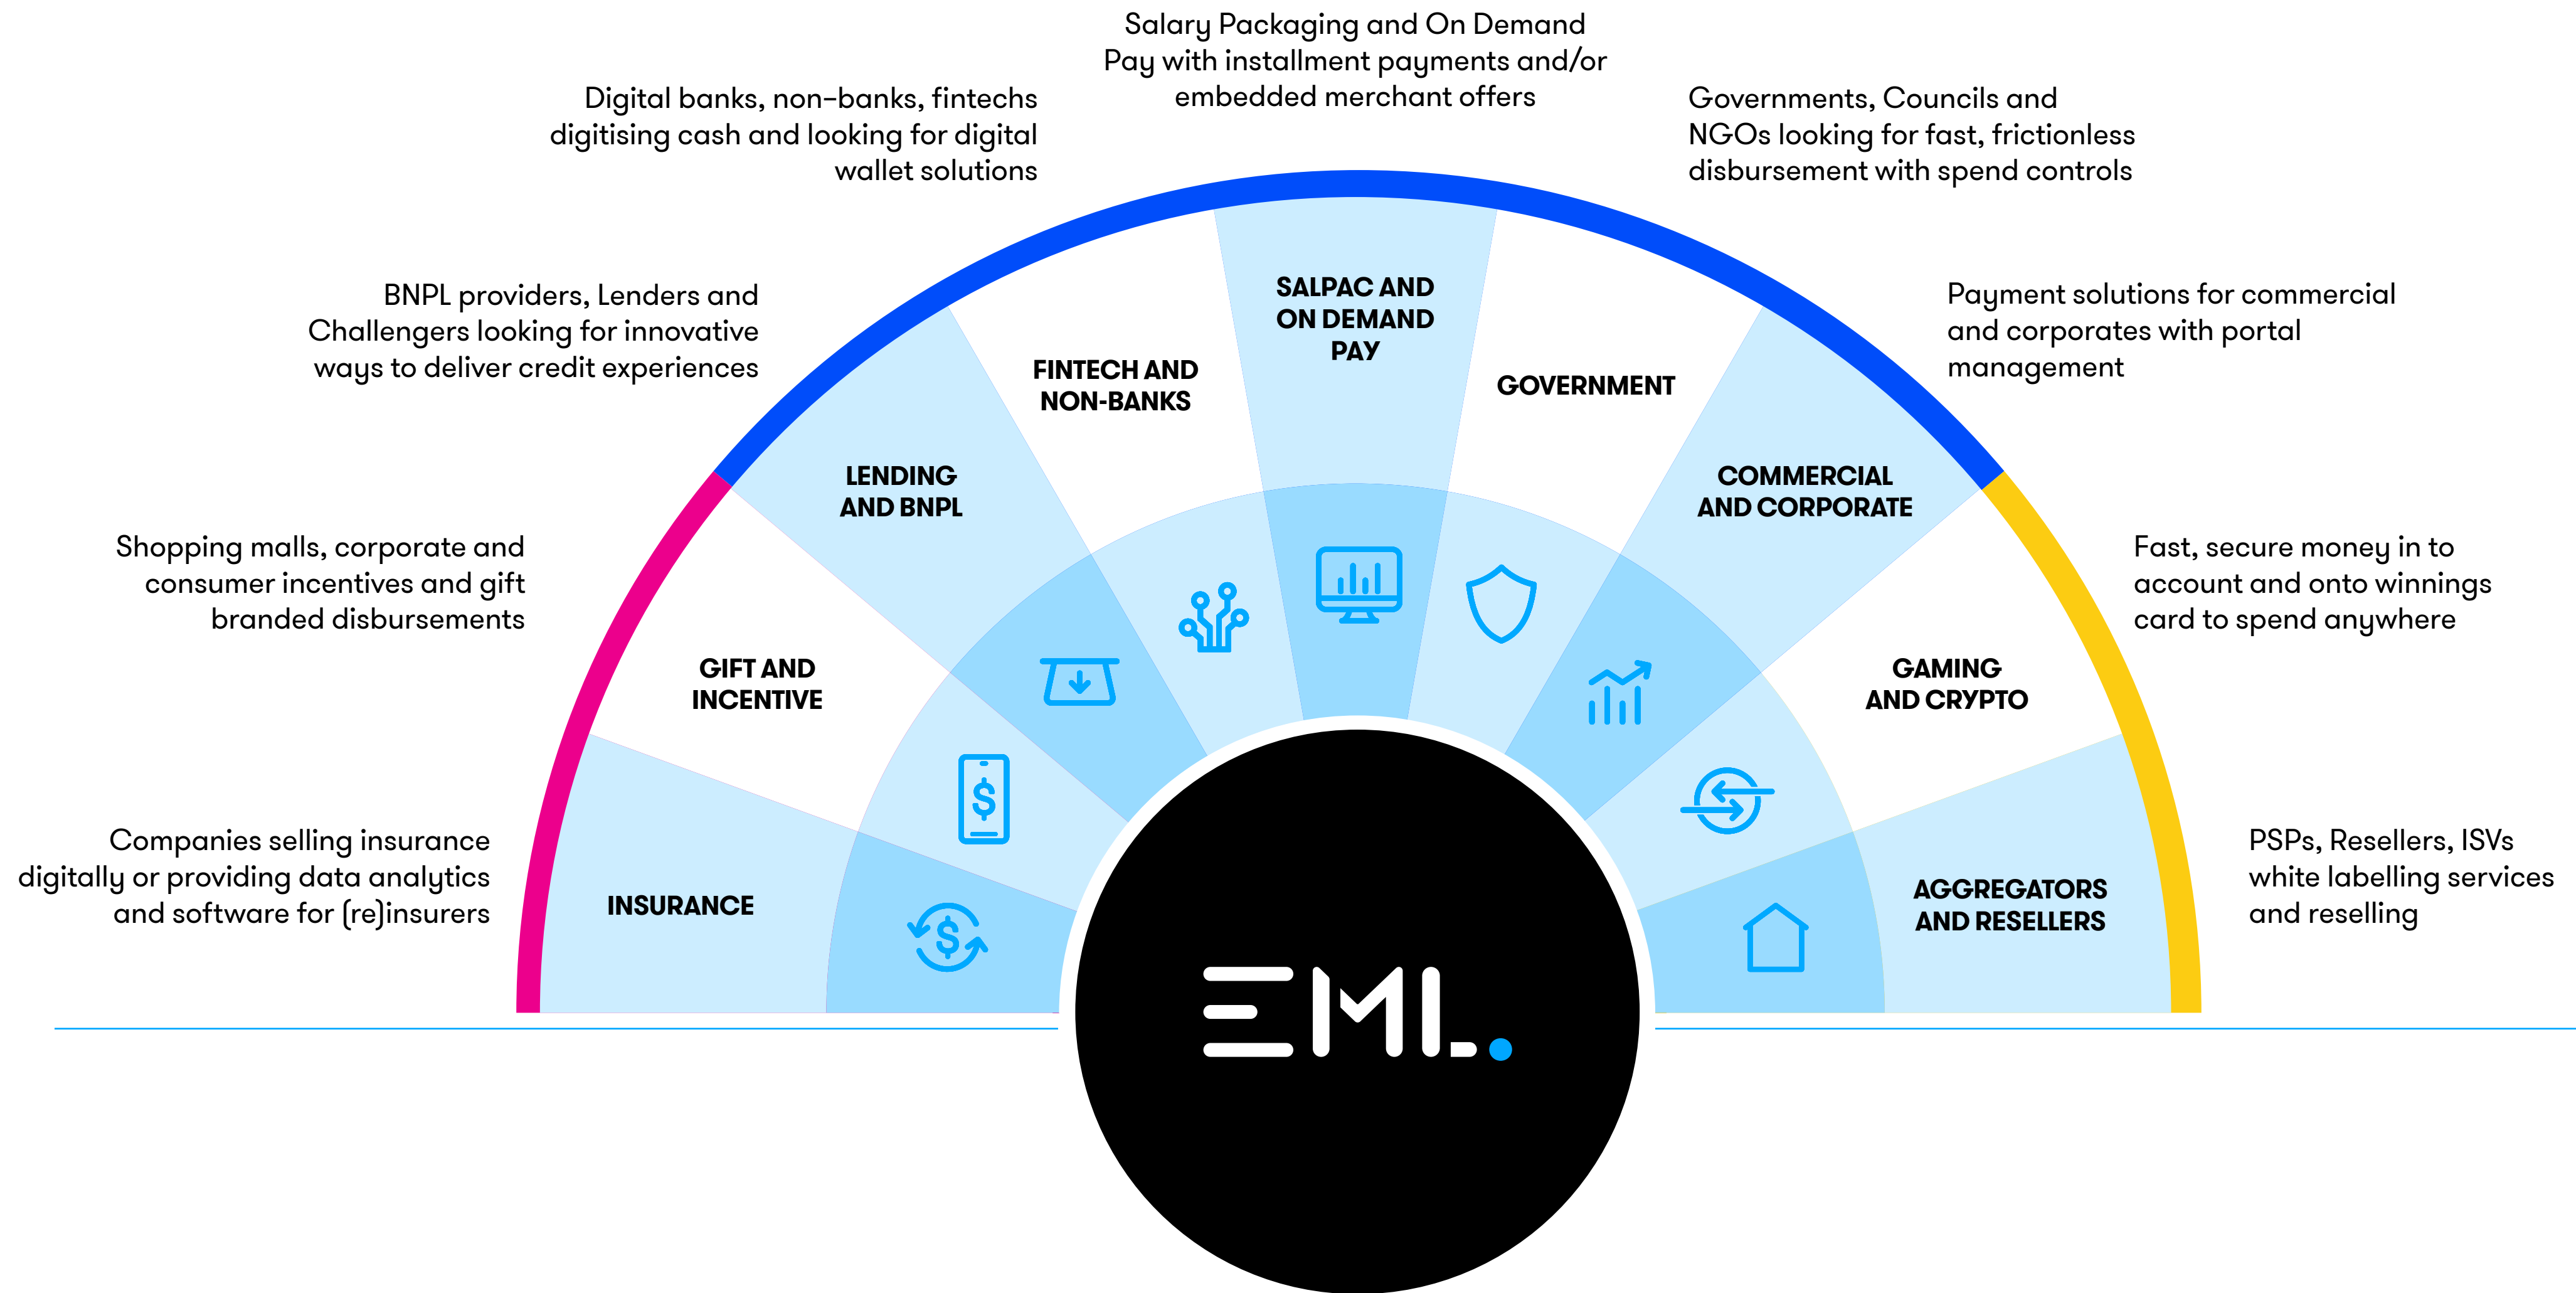 Salary Packaging and On Demand
Pay with installment payments and/or
embedded merchant offers
Digital banks, non–banks, fintechs
digitising cash and looking for digital
wallet solutions
Governments, Councils and
NGOs looking for fast, frictionless
disbursement with spend controls
BNPL providers, Lenders and
Challengers looking for innovative
ways to deliver credit experiences
Payment solutions for commercial
and corporates with portal
management
Shopping malls, corporate and
consumer incentives and gift
branded disbursements
Fast, secure money in to
account and onto winnings
card to spend anywhere
Companies selling insurance
digitally or providing data analytics
and software for (re)insurers
PSPs, Resellers, ISVs
white labelling services
and reselling
INSURANCE
GIFT AND
INCENTIVE
LENDING
AND BNPL
FINTECH AND
NON-BANKS
SALPAC AND
ON DEMAND
PAY
GOVERNMENT
COMMERCIAL
AND CORPORATE
GAMING
AND CRYPTO
AGGREGATORS
AND RESELLERS
$
$
EML.